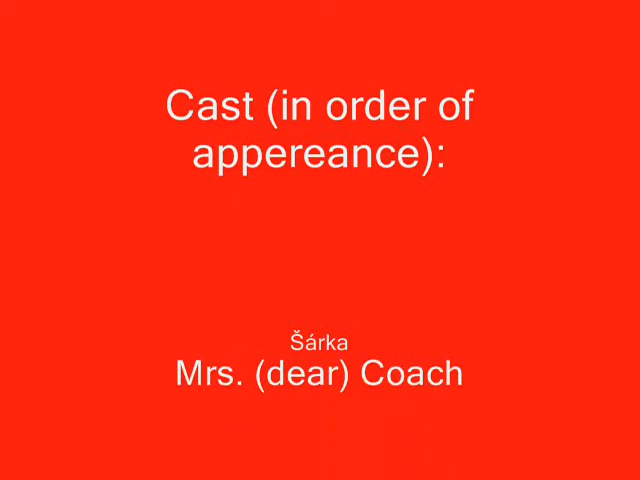 Cast (in order of
appereance):
Šárka
Mrs. (dear) Coach